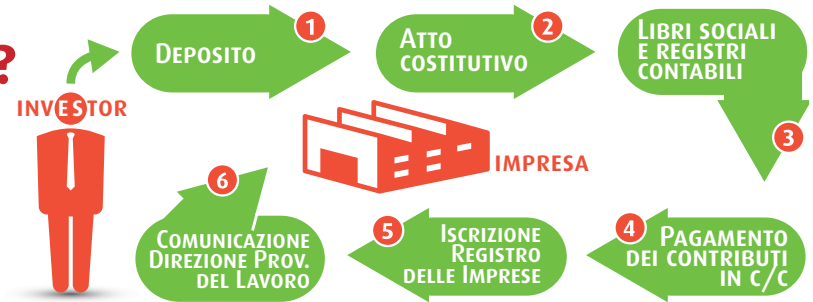 ?
INVESTOR
DEPOSITO
1
ATTO
COSTITUTIVO
2
LIBRI SOCIALI
E REGISTRI
CONTABILI
3
4
PAGAMENTO
DEI CONTRIBUTI
IN C/C
5
ISCRIZIONE
REGISTRO
DELLE IMPRESE
6
COMUNICAZIONE
DIREZIONE PROV.
DEL LAVORO
IMPRESA